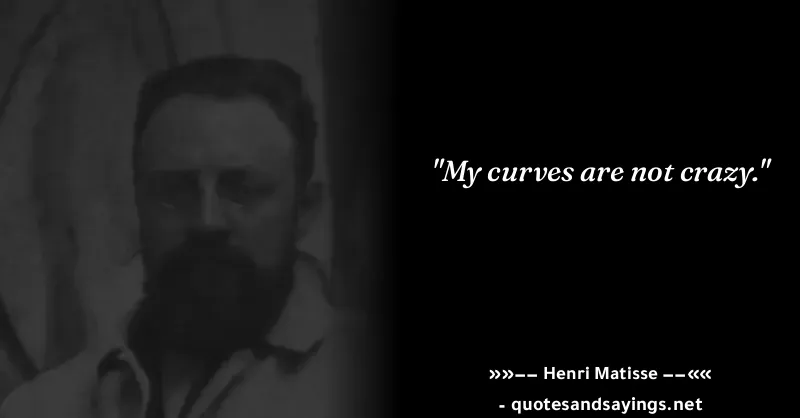 "My curves are not crazy."
»»–– Henri Matisse ––««
- quotesandsayings.net